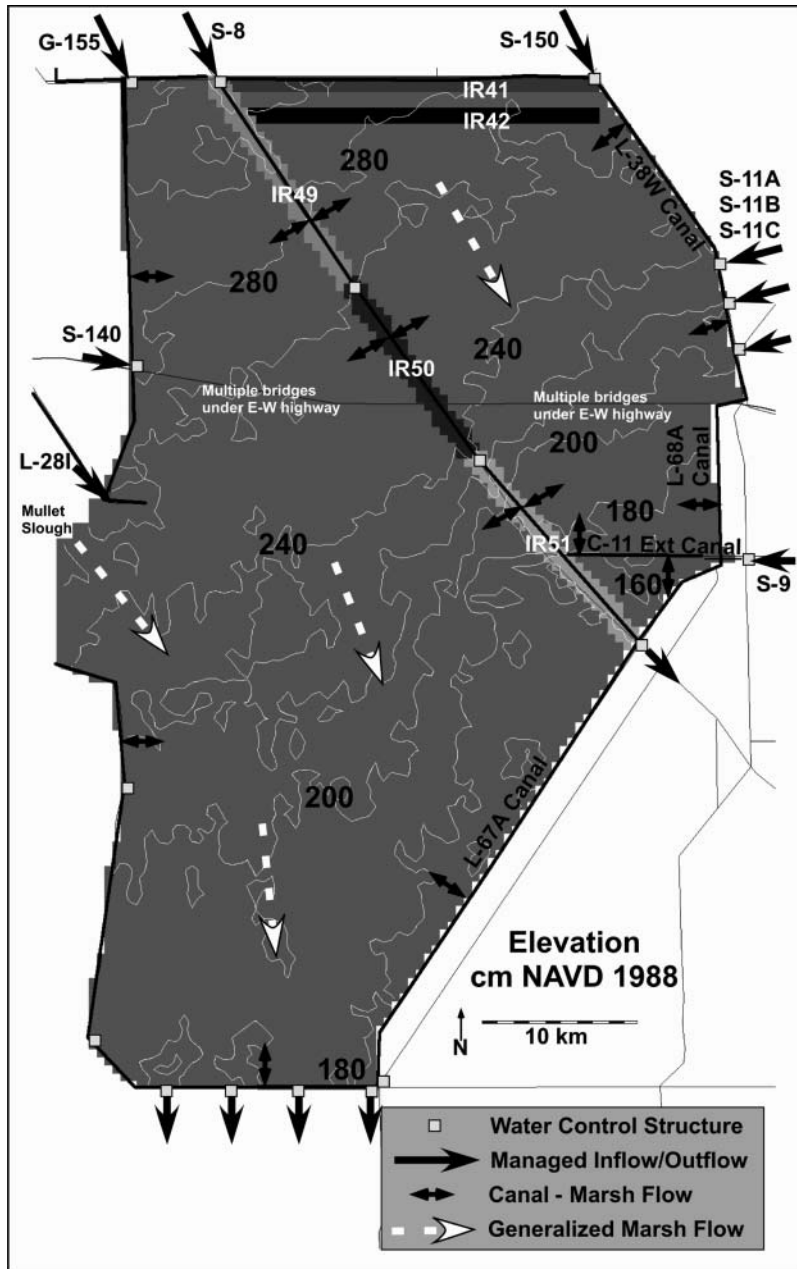 S-8
G-155
S-150
IR41
IR42
280
L-38W Canal
S-11A
S-11B
S-11C
IR49
280
S-140
240
IR50
Multiple bridges
under E-W highway
Multiple bridges
under E-W highway
200
L-68A
Canal
L-28I
Mullet
Slough
180
240
IR51
C-11 Ext Canal
160
S-9
200
L-67A Canal
Elevation
cm NAVD 1988
N
10 km
180
Water Control Structure
Managed Inflow/Outflow
Canal - Marsh Flow
Generalized Marsh Flow